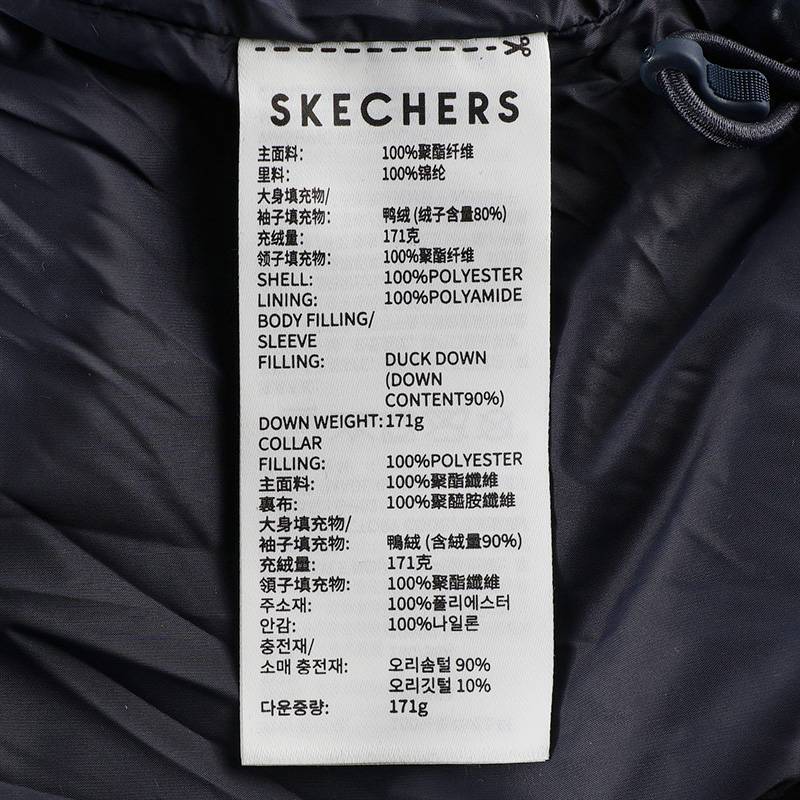 SKECHERS
主面料: 100%聚酯纤维
里料: 100%锦纶
大身填充物/
袖子填充物: 鸭绒 (绒子含量80%)
充绒量: 171克
领子填充物: 100%聚酯纤维
SHELL: 100%POLYESTER
LINING: 100%POLYAMIDE
BODY FILLING/
SLEEVE
FILLING: DUCK DOWN
(DOWN
CONTENT90%)
DOWN WEIGHT: 171g
COLLAR
FILLING: 100%POLYESTER
主面料: 100%聚酯纖維
裏布: 100%聚醯胺纖維
大身填充物/
袖子填充物: 鴨絨 (含絨量90%)
充絨量: 171克
領子填充物: 100%聚酯纖維
주소재: 100%폴리에스터
안감: 100%나일론
충전재/
소매 충전재: 오리솜털 90%
오리깃털 10%
다운중량: 171g